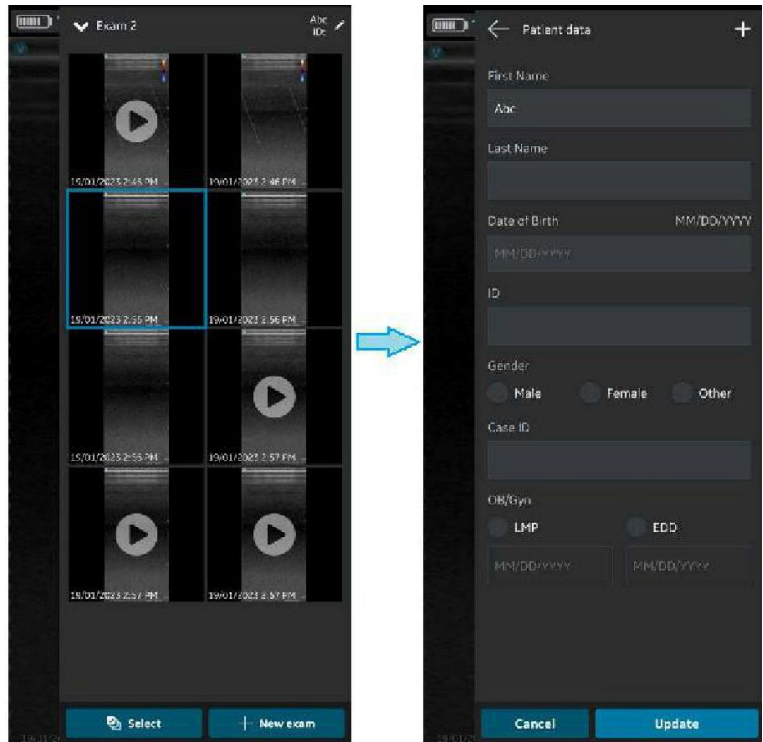 Exam 2
Abc
ID:
19/01/2023 2:46 PM
19/01/2023 2:46 PM
19/01/2023 2:56 PM
19/01/2023 2:56 PM
19/01/2023 2:56 PM
19/01/2023 2:57 PM
19/01/2023 2:57 PM
19/01/2023 2:57 PM
Select
New exam
Patient data
First Name
Abc
Last Name
Date of Birth MM/DD/YYYY
MM/DD/YYYY
ID
Gender
Male Female Other
Case ID
OB/Gyn
LMP EDD
MM/DD/YYYY MM/DD/YYYY
Cancel Update